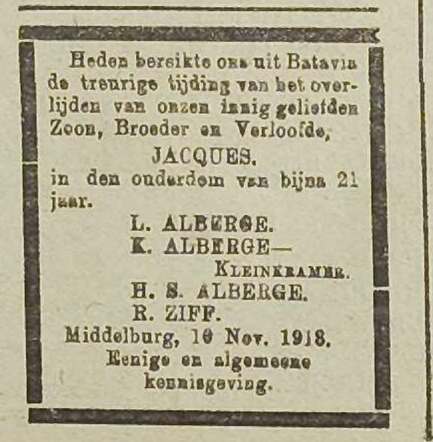 Heden bereikte ons uit Batavia
de treurige tijding van het over-
lijden van onzen innig geliefden
Zoon, Broeder en Verloofde,
JACQUES.
in den ouderdom van bijna 21
jaar.
L. ALBERGE.
K. ALBERGE—
KLEINKRAMER.
H. S. ALBERGE.
R. ZIFF.
Middelburg, 10 Nov. 1918.
Eenige en algemeene
kennisgeving.